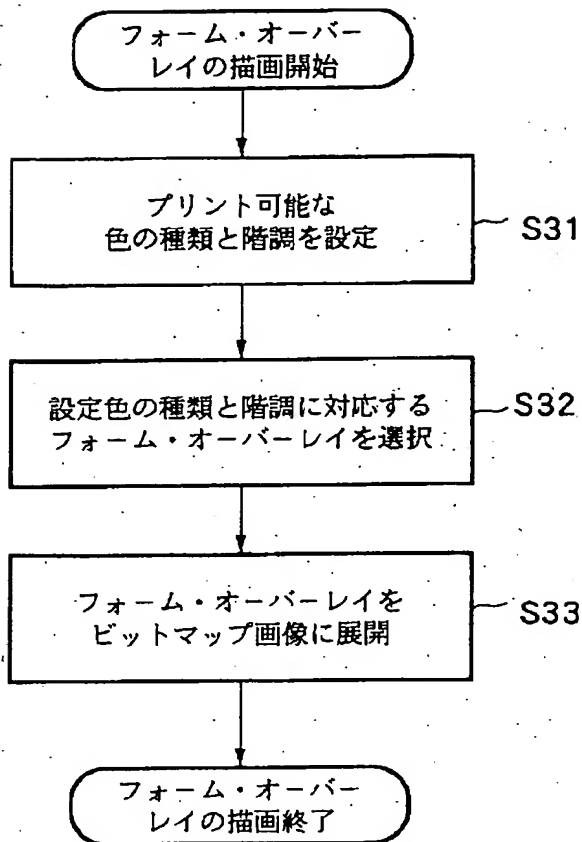 フォーム・オーバー
レイの描画開始
プリント可能な
色の種類と階調を設定
S31
設定色の種類と階調に対応する
フォーム・オーバーレイを選択
S32
フォーム・オーバーレイを
ビットマップ画像に展開
S33
フォーム・オーバー
レイの描画終了